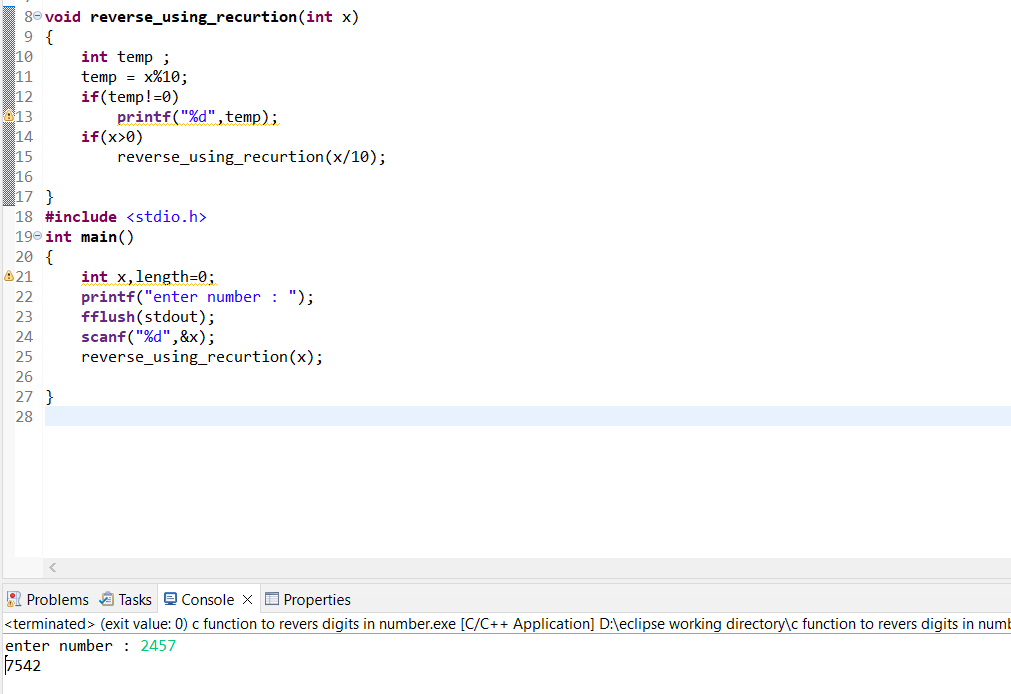 8 void reverse_using_recurtion(int x)
9 {
10     int temp ;
11     temp = x%10;
12     if(temp!=0)
13         printf("%d",temp);
14     if(x>0)
15         reverse_using_recurtion(x/10);
16
17 }
18 #include <stdio.h>
19 int main()
20 {
21     int x,length=0;
22     printf("enter number : ");
23     fflush(stdout);
24     scanf("%d",&x);
25     reverse_using_recurtion(x);
26
27 }
28
Problems Tasks Console Properties
<terminated> (exit value: 0) c function to revers digits in number.exe [C/C++ Application] D:\eclipse working directory\c function to revers digits in numb
enter number : 2457
7542